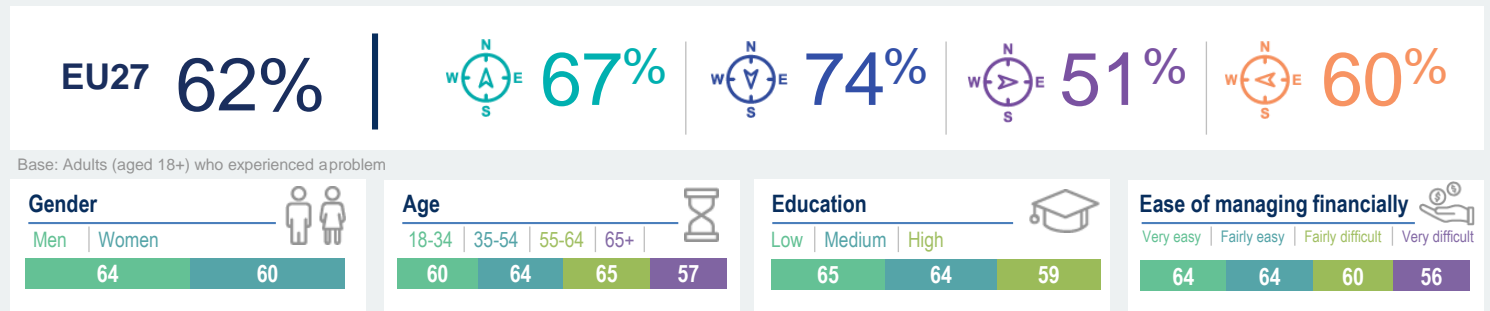 EU27 62% N W E S 67% N W E S 74% N W E S 51% N W E S 60%
Base: Adults (aged 18+) who experienced aproblem
Gender
Men Women
64 60
Age
18-34 35-54 55-64 65+
60 64 65 57
Education
Low Medium High
65 64 59
Ease of managing financially
Very easy Fairly easy Fairly difficult Very difficult
64 64 60 56